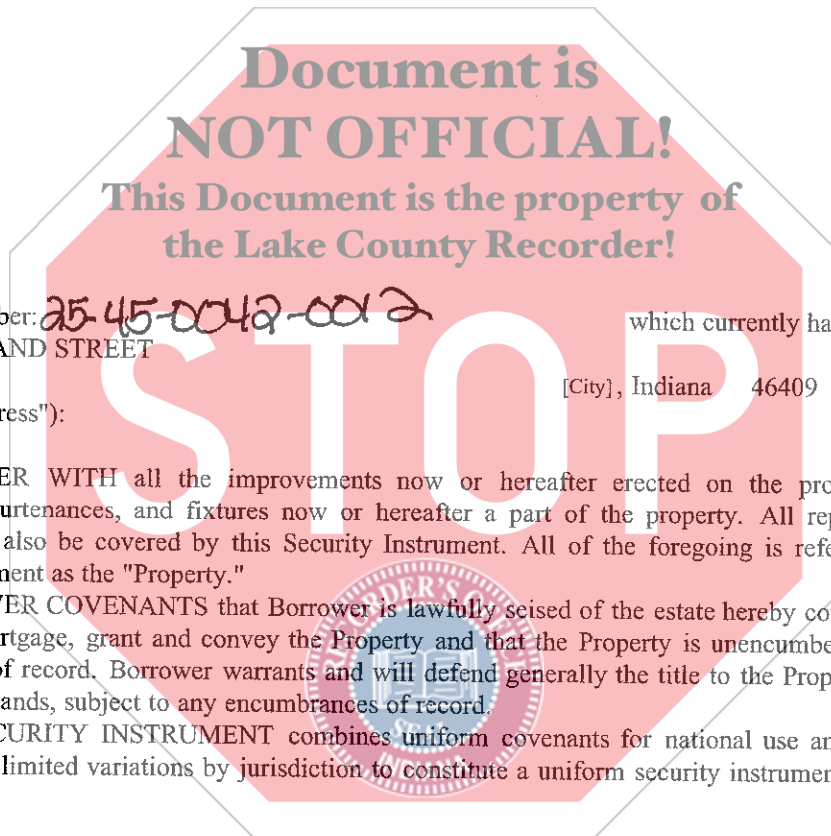 Document is
NOT OFFICIAL!
This Document is the property of
the Lake County Recorder!
ber: 25-45-0042-0012 which currently ha
AND STREET
[City], Indiana 46409
ress"):
STOP
ER WITH all the improvements now or hereafter erected on the pro
urtenances, and fixtures now or hereafter a part of the property. All rep
also be covered by this Security Instrument. All of the foregoing is refe
ment as the "Property."
VER COVENANTS that Borrower is lawfully seised of the estate hereby co
rtgage, grant and convey the Property and that the Property is unencumbe
of record. Borrower warrants and will defend generally the title to the Prop
ands, subject to any encumbrances of record.
CURITY INSTRUMENT combines uniform covenants for national use an
limited variations by jurisdiction to constitute a uniform security instrumen
RECORDER'S OFFICE
SEAL
INDIANA